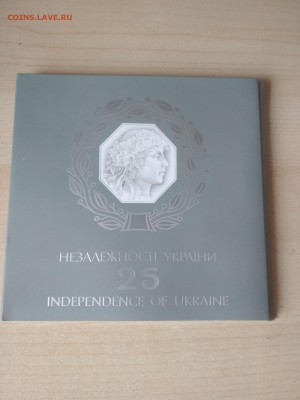 COINS.LAVE.RU
НЕЗАЛЕЖНОСТІ УКРАЇНИ
25
INDEPENDENCE OF UKRAINE